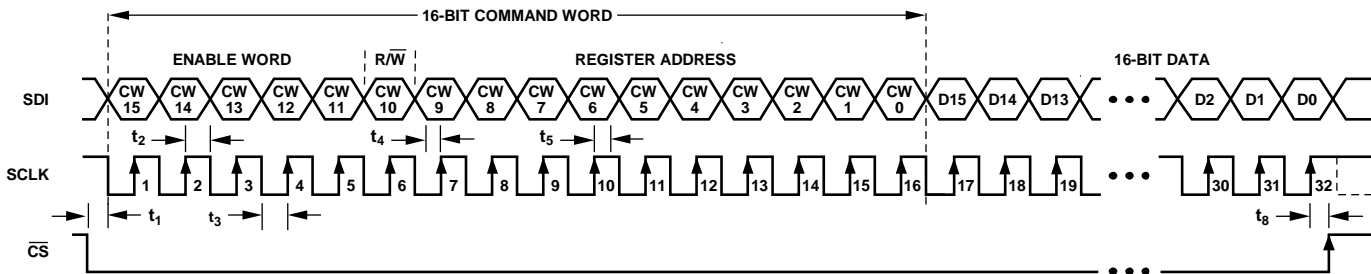 16-BIT COMMAND WORD
ENABLE WORD R/W̅ REGISTER ADDRESS 16-BIT DATA
SDI CW 15 CW 14 CW 13 CW 12 CW 11 CW 10 CW 9 CW 8 CW 7 CW 6 CW 5 CW 4 CW 3 CW 2 CW 1 CW 0 D15 D14 D13 • • • D2 D1 D0
t2 t4 t5
SCLK 1 2 3 4 5 6 7 8 9 10 11 12 13 14 15 16 17 18 19 • • • 30 31 32
t1 t3 t8
C̅S̅ • • •